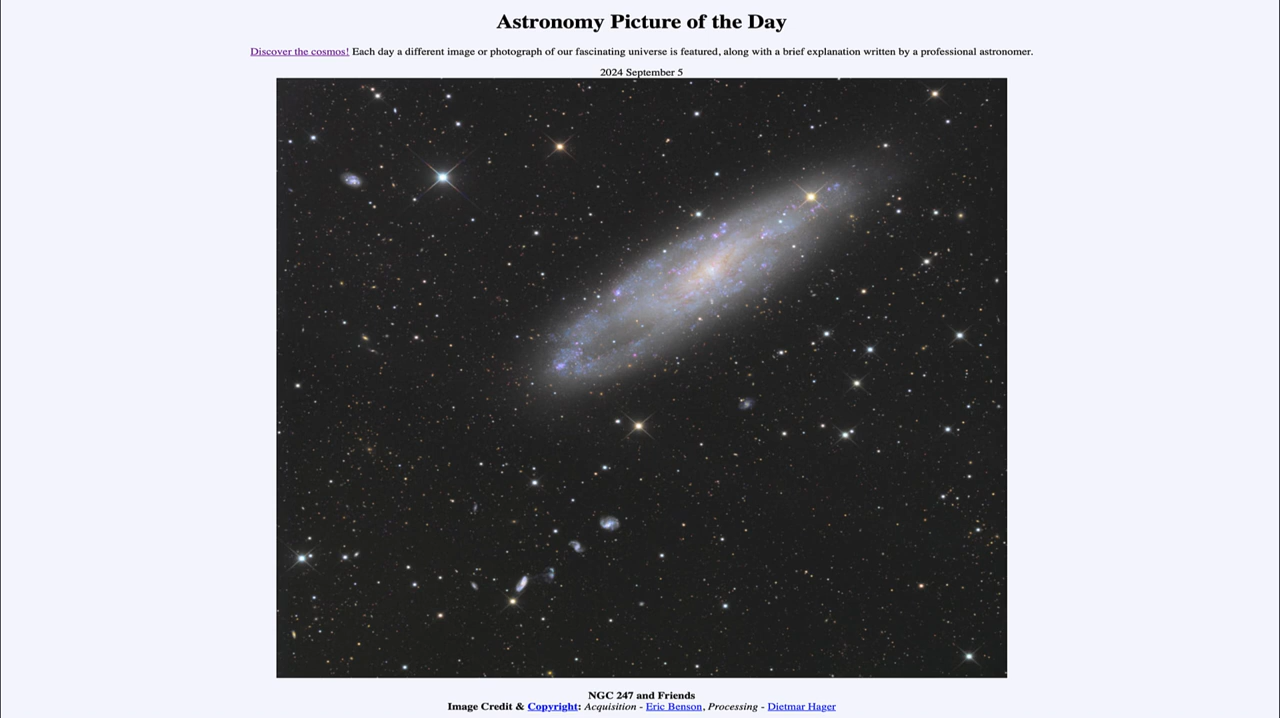 Astronomy Picture of the Day
Discover the cosmos! Each day a different image or photograph of our fascinating universe is featured, along with a brief explanation written by a professional astronomer.
2024 September 5
NGC 247 and Friends
Image Credit & Copyright: Acquisition - Eric Benson, Processing - Dietmar Hager